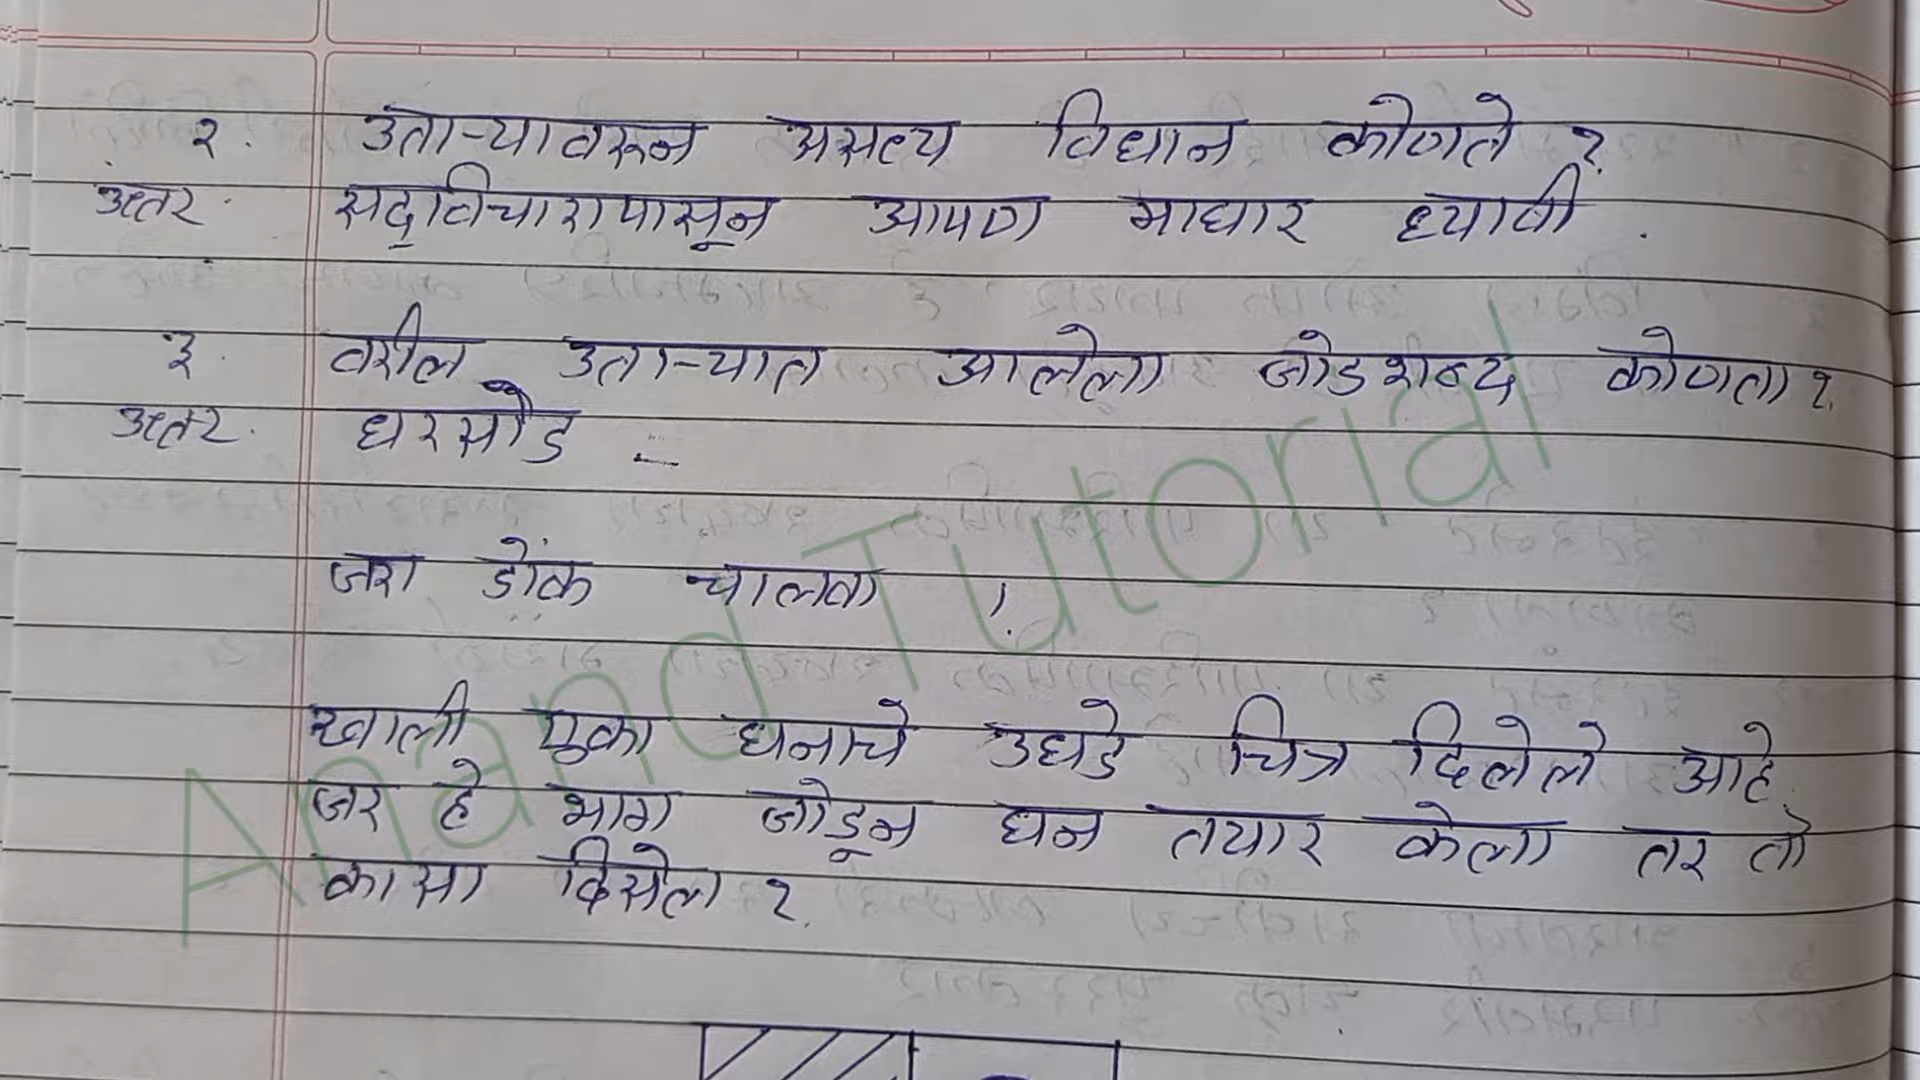 २. उताऱ्यावरून असत्य विधान कोणते ?
उत्तर. सद्‌विचारापासून आपण माघार घ्यावी .
३. वरील उताऱ्यात आलेला जोडशब्द कोणता ?
उत्तर. धरसोड -
जरा डोकं चालवा !
खाली एका घनाचे उघडे चित्र दिलेले आहे.
जर हे भाग जोडून घन तयार केला तर तो
कसा दिसेल ?
Anand Tutorial